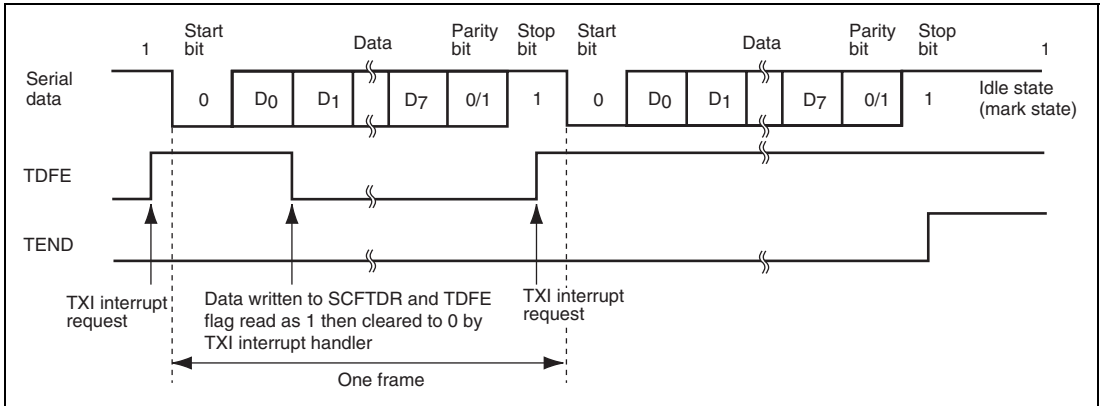 1 Start bit Data Parity bit Stop bit Start bit Data Parity bit Stop bit 1
Serial data 0 D0 D1 D7 0/1 1 0 D0 D1 D7 0/1 1 Idle state (mark state)
TDFE
TEND
TXI interrupt request
Data written to SCFTDR and TDFE
flag read as 1 then cleared to 0 by
TXI interrupt handler
TXI interrupt request
One frame